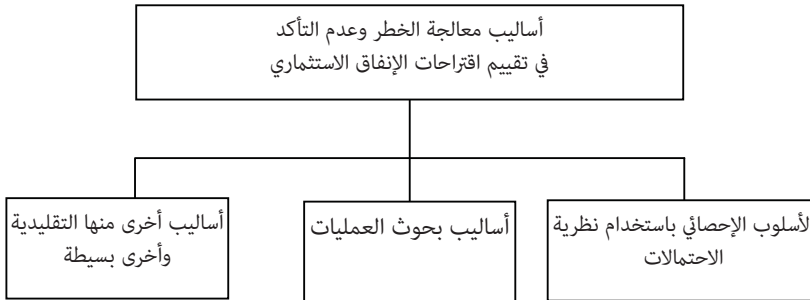 أساليب معالجة الخطر وعدم التأكد
في تقييم اقتراحات الإنفاق الاستثماري
لأسلوب الإحصائي باستخدام نظرية
الاحتمالات
أساليب بحوث العمليات
أساليب أخرى منها التقليدية
وأخرى بسيطة